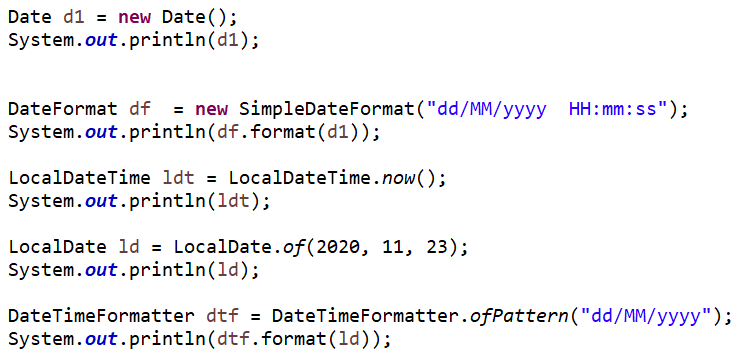 Date d1 = new Date();
System.out.println(d1);
DateFormat df  = new SimpleDateFormat("dd/MM/yyyy  HH:mm:ss");
System.out.println(df.format(d1));
LocalDateTime ldt = LocalDateTime.now();
System.out.println(ldt);
LocalDate ld = LocalDate.of(2020, 11, 23);
System.out.println(ld);
DateTimeFormatter dtf = DateTimeFormatter.ofPattern("dd/MM/yyyy");
System.out.println(dtf.format(ld));